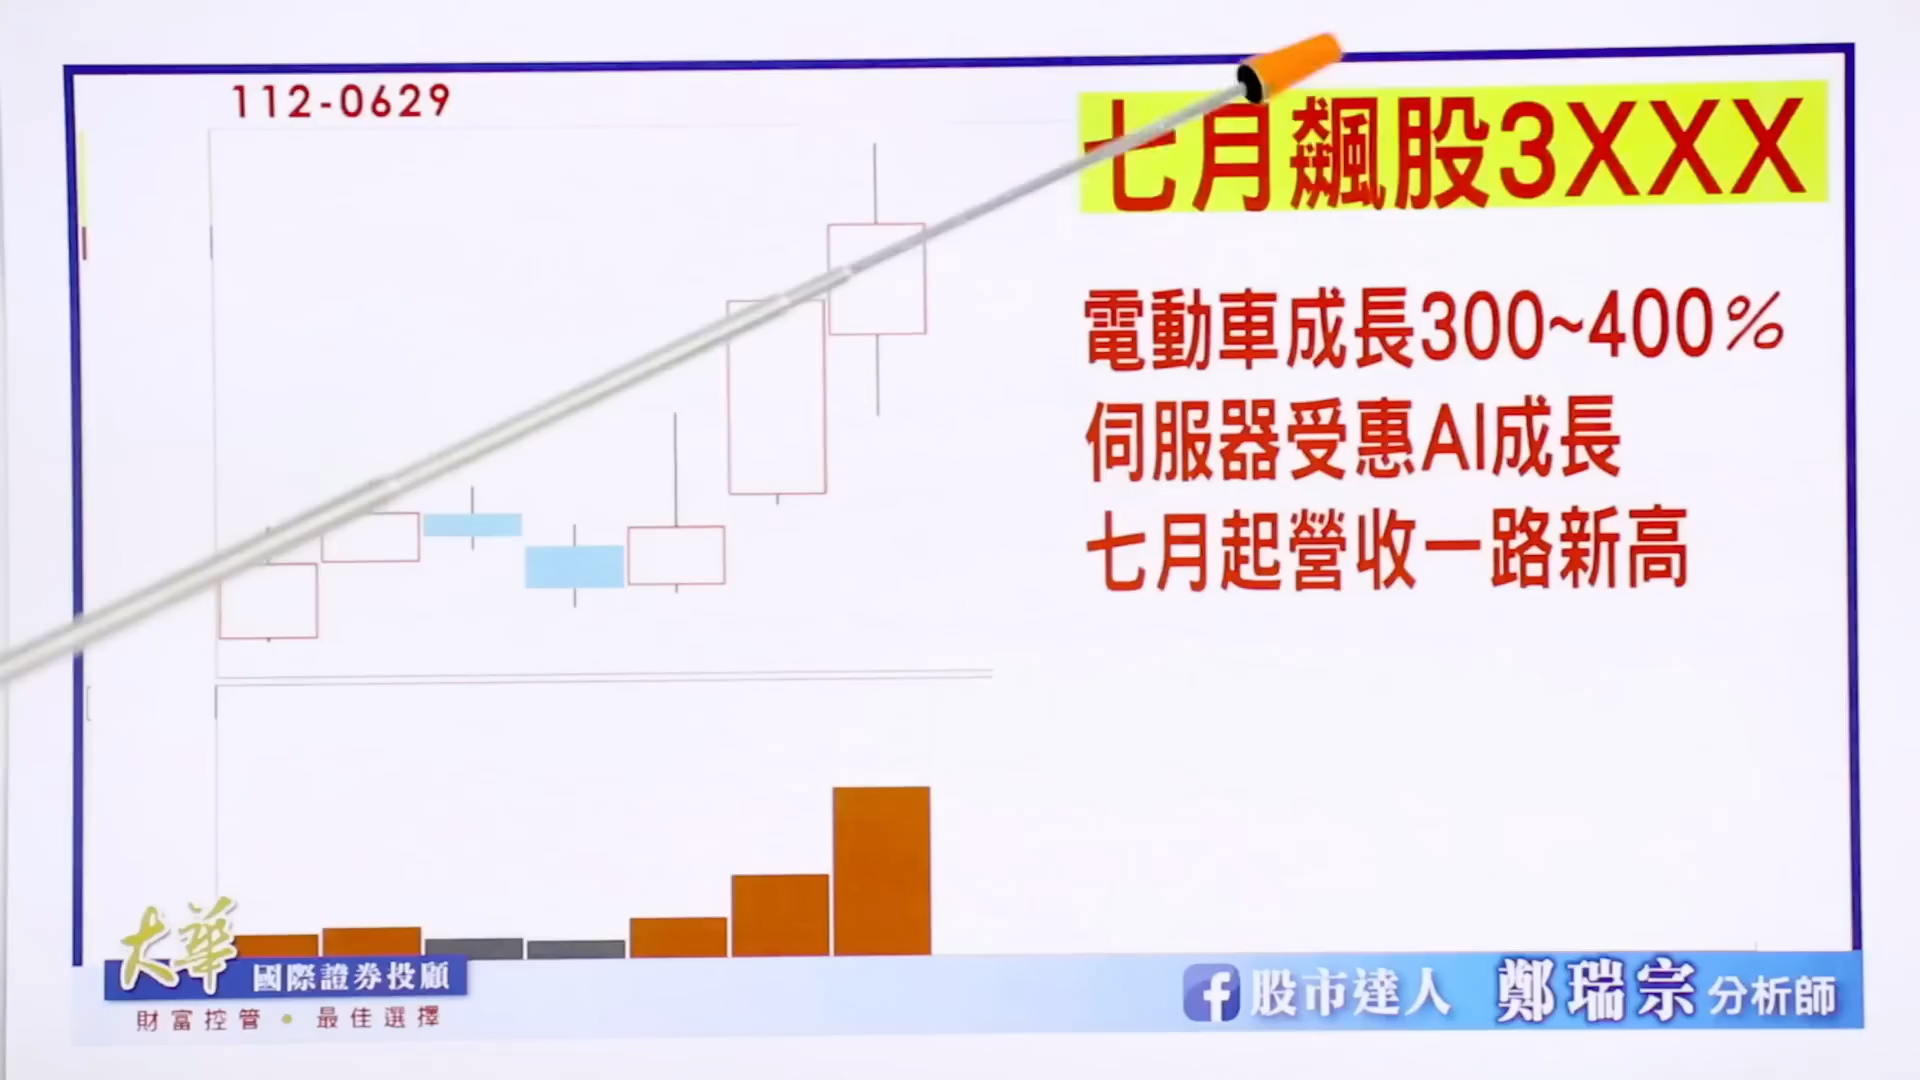 112-0629
七月飆股3XXX
電動車成長300~400%
伺服器受惠AI成長
七月起營收一路新高
大華
國際證券投顧
財富控管・最佳選擇
股市達人 鄭瑞宗 分析師